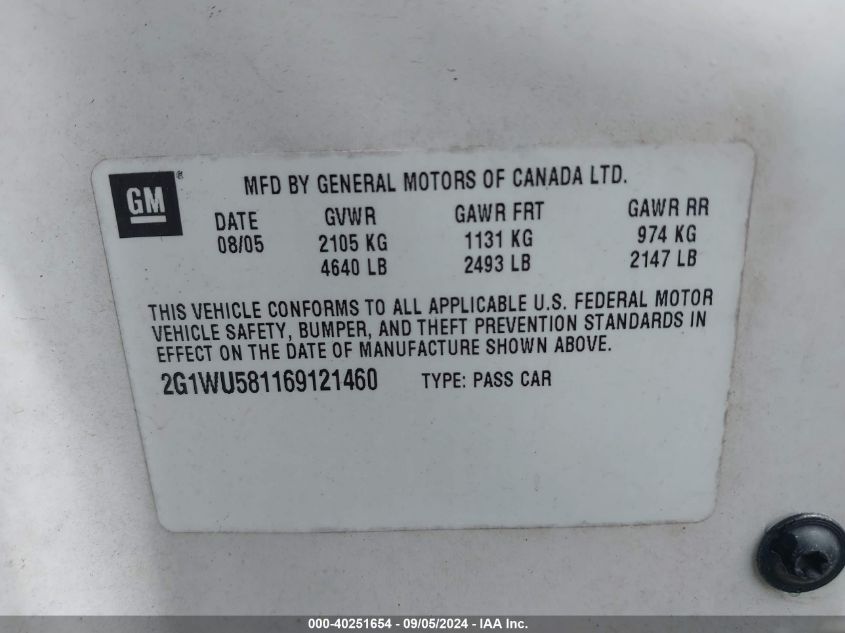 GM ®
MFD BY GENERAL MOTORS OF CANADA LTD.
DATE GVWR GAWR FRT GAWR RR
08/05 2105 KG 1131 KG 974 KG
4640 LB 2493 LB 2147 LB
THIS VEHICLE CONFORMS TO ALL APPLICABLE U.S. FEDERAL MOTOR
VEHICLE SAFETY, BUMPER, AND THEFT PREVENTION STANDARDS IN
EFFECT ON THE DATE OF MANUFACTURE SHOWN ABOVE.
2G1WU581169121460 TYPE: PASS CAR
000-40251654 - 09/05/2024 - IAA Inc.